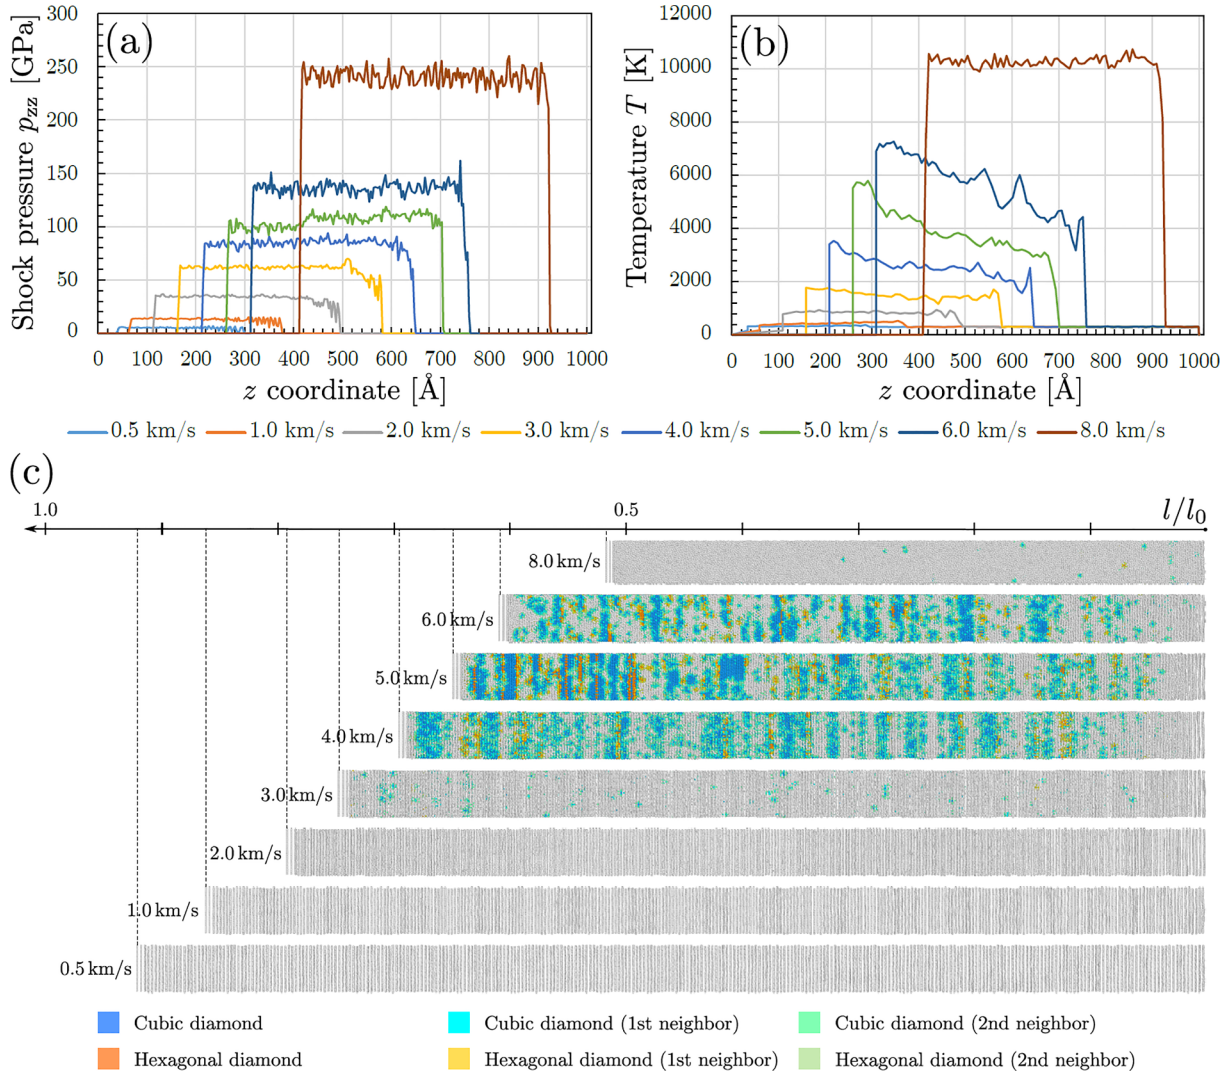 (a)
Shock pressure pzz [GPa]
300
250
200
150
100
50
0
0 100 200 300 400 500 600 700 800 900 1000
z coordinate [Å]
(b)
Temperature T [K]
12000
10000
8000
6000
4000
2000
0
0 100 200 300 400 500 600 700 800 900 1000
z coordinate [Å]
0.5 km/s 1.0 km/s 2.0 km/s 3.0 km/s 4.0 km/s 5.0 km/s 6.0 km/s 8.0 km/s
(c)
1.0 0.5 l/l0
8.0 km/s
6.0 km/s
5.0 km/s
4.0 km/s
3.0 km/s
2.0 km/s
1.0 km/s
0.5 km/s
Cubic diamond Cubic diamond (1st neighbor) Cubic diamond (2nd neighbor)
Hexagonal diamond Hexagonal diamond (1st neighbor) Hexagonal diamond (2nd neighbor)